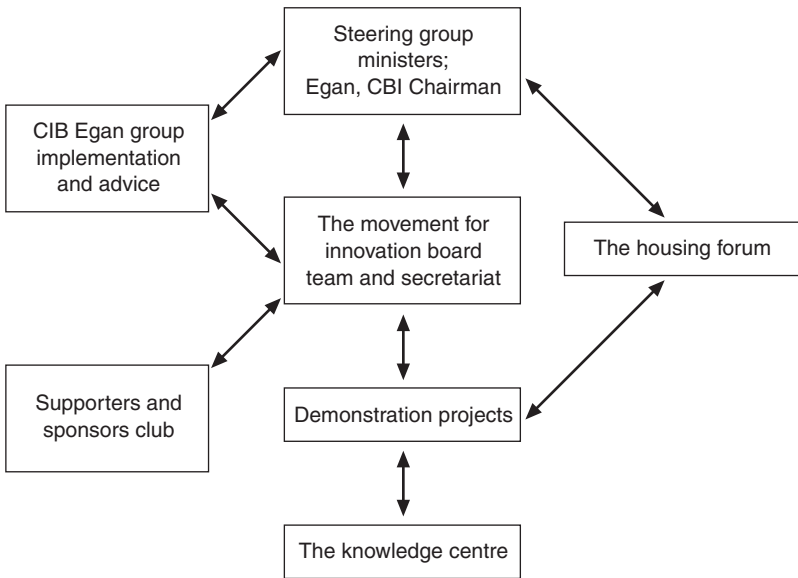 Steering group
ministers;
Egan, CBI Chairman
CIB Egan group
implementation
and advice
The movement for
innovation board
team and secretariat
The housing forum
Supporters and
sponsors club
Demonstration projects
The knowledge centre